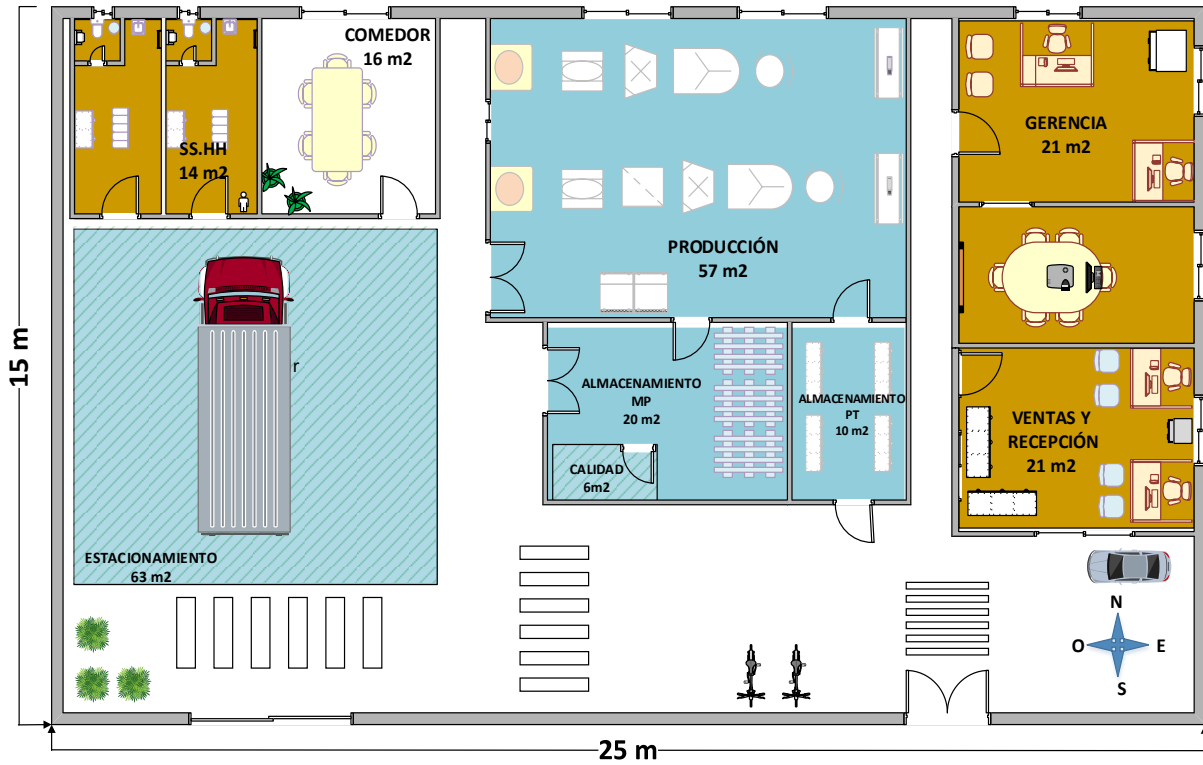 COMEDOR
16 m2
SS.HH
14 m2
PRODUCCIÓN
57 m2
GERENCIA
21 m2
ALMACENAMIENTO
MP
20 m2
ALMACENAMIENTO
PT
10 m2
CALIDAD
6m2
VENTAS Y
RECEPCIÓN
21 m2
r
ESTACIONAMIENTO
63 m2
N
O
E
S
15 m
25 m